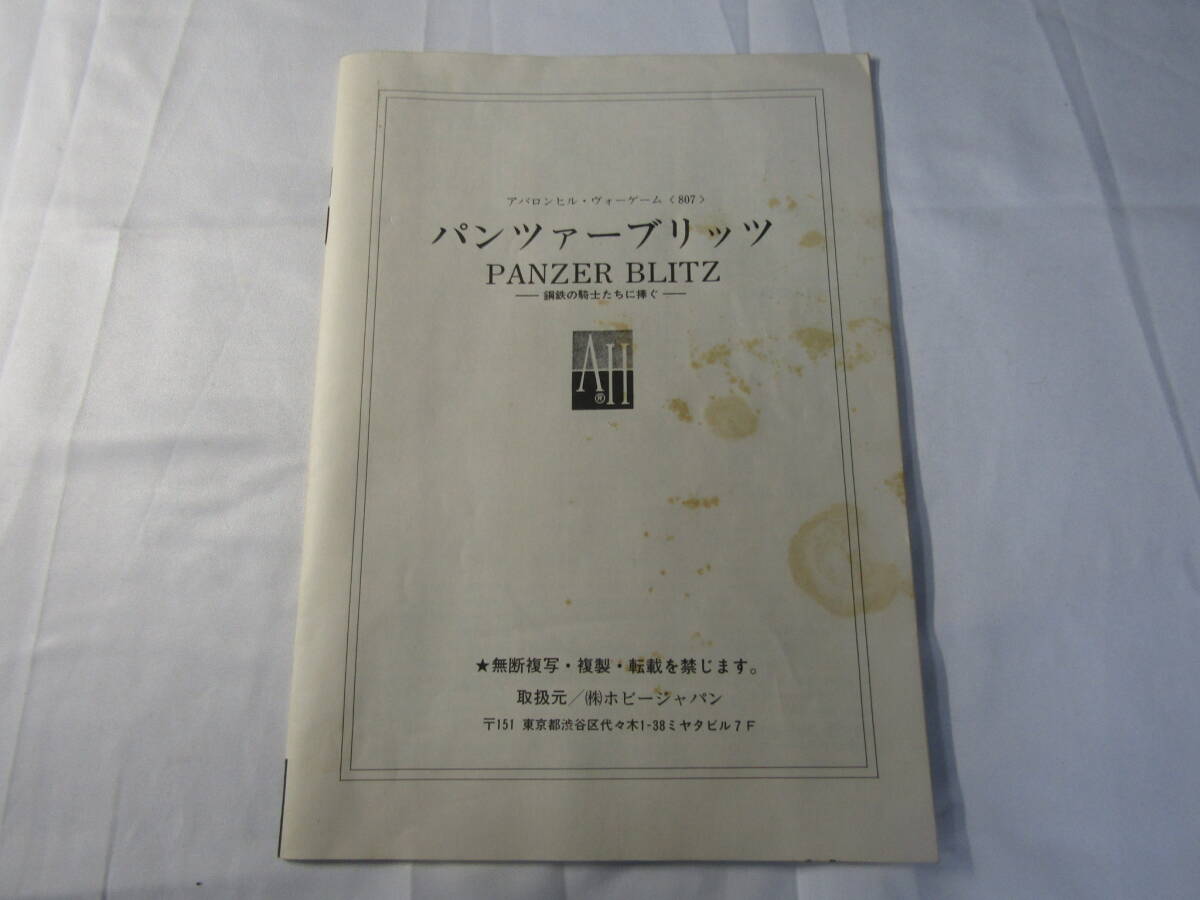 アバロンヒル・ヴォーゲーム〈807〉
パンツァーブリッツ
PANZER BLITZ
── 鋼鉄の騎士たちに捧ぐ ──
AH®
★無断複写・複製・転載を禁じます。
取扱元／㈱ホビージャパン
〒151 東京都渋谷区代々木1-38ミヤタビル7F